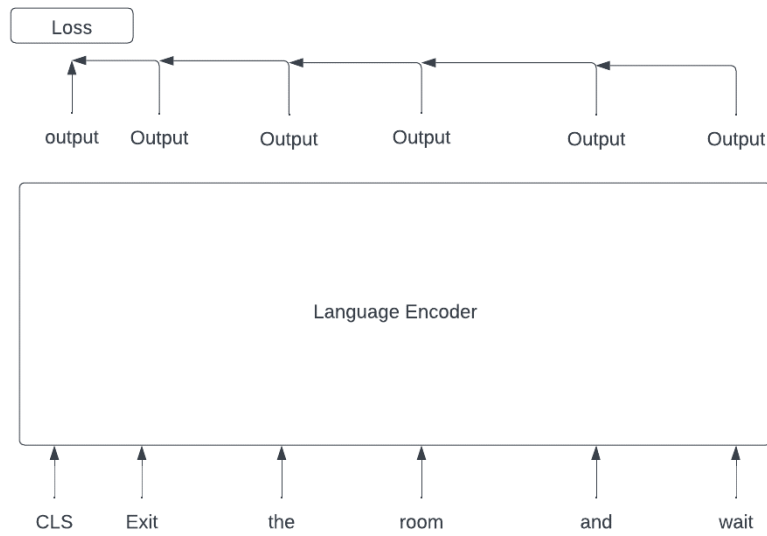 Loss
output Output Output Output Output Output
Language Encoder
CLS Exit the room and wait